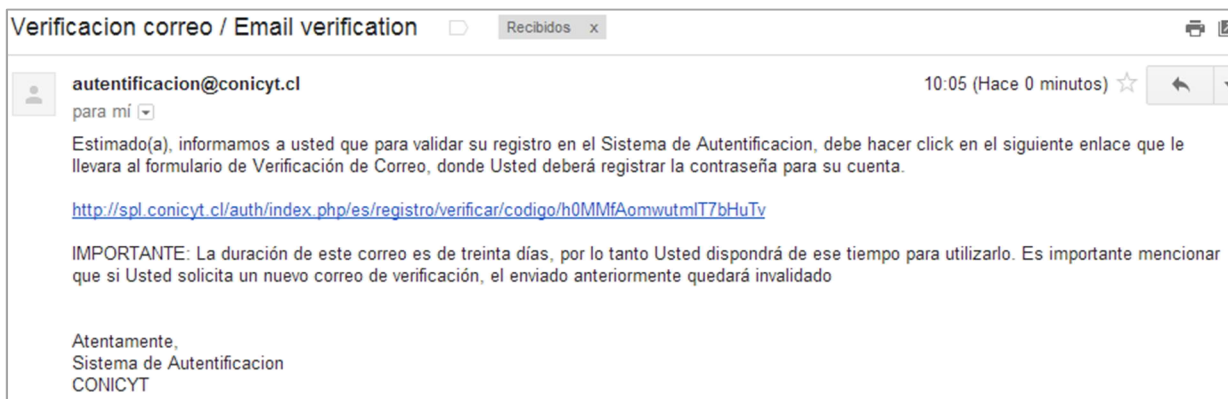 Verificacion correo / Email verification Recibidos x
autentificacion@conicyt.cl 10:05 (Hace 0 minutos)
para mí
Estimado(a), informamos a usted que para validar su registro en el Sistema de Autentificacion, debe hacer click en el siguiente enlace que le
llevara al formulario de Verificación de Correo, donde Usted deberá registrar la contraseña para su cuenta.
http://spl.conicyt.cl/auth/index.php/es/registro/verificar/codigo/h0MMfAomwutmIT7bHuTv
IMPORTANTE: La duración de este correo es de treinta días, por lo tanto Usted dispondrá de ese tiempo para utilizarlo. Es importante mencionar
que si Usted solicita un nuevo correo de verificación, el enviado anteriormente quedará invalidado
Atentamente,
Sistema de Autentificacion
CONICYT